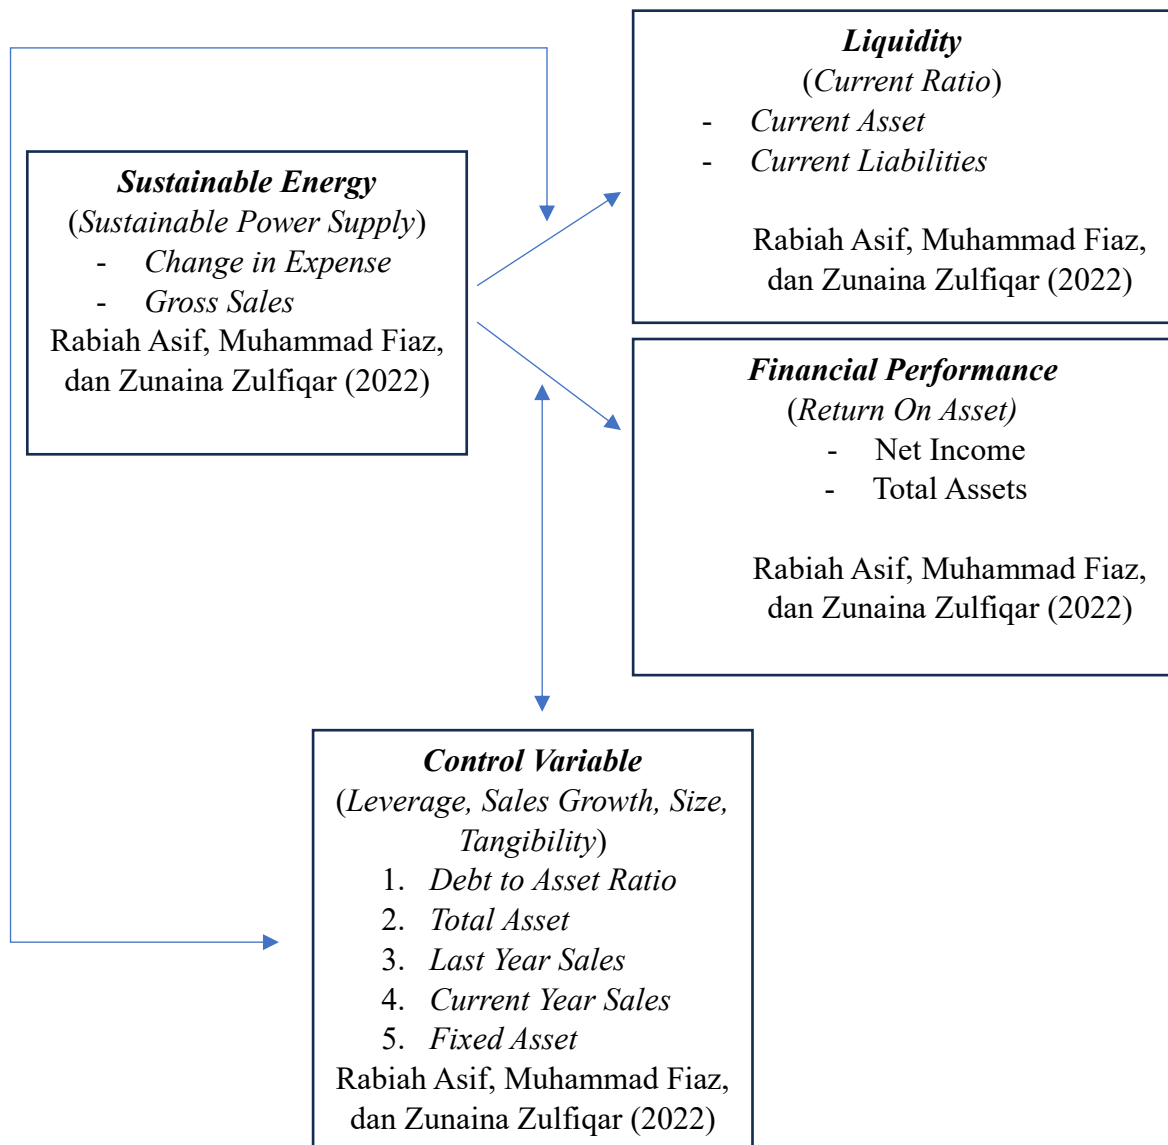 Liquidity
(Current Ratio)
- Current Asset
- Current Liabilities
Rabiah Asif, Muhammad Fiaz,
dan Zunaina Zulfiqar (2022)
Sustainable Energy
(Sustainable Power Supply)
- Change in Expense
- Gross Sales
Rabiah Asif, Muhammad Fiaz,
dan Zunaina Zulfiqar (2022)
Financial Performance
(Return On Asset)
- Net Income
- Total Assets
Rabiah Asif, Muhammad Fiaz,
dan Zunaina Zulfiqar (2022)
Control Variable
(Leverage, Sales Growth, Size,
Tangibility)
1. Debt to Asset Ratio
2. Total Asset
3. Last Year Sales
4. Current Year Sales
5. Fixed Asset
Rabiah Asif, Muhammad Fiaz,
dan Zunaina Zulfiqar (2022)